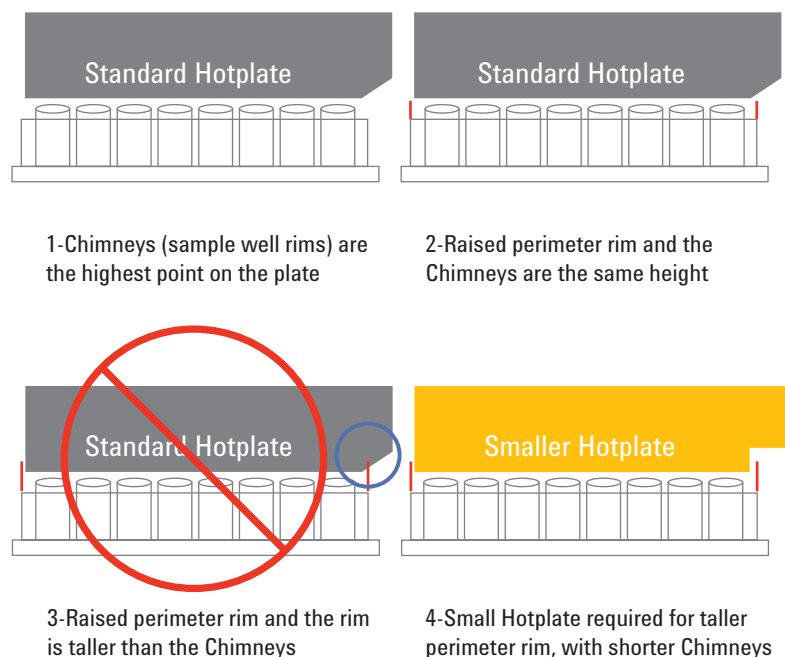 Standard Hotplate
Standard Hotplate
1-Chimneys (sample well rims) are
the highest point on the plate
2-Raised perimeter rim and the
Chimneys are the same height
Standard Hotplate
Smaller Hotplate
3-Raised perimeter rim and the rim
is taller than the Chimneys
4-Small Hotplate required for taller
perimeter rim, with shorter Chimneys